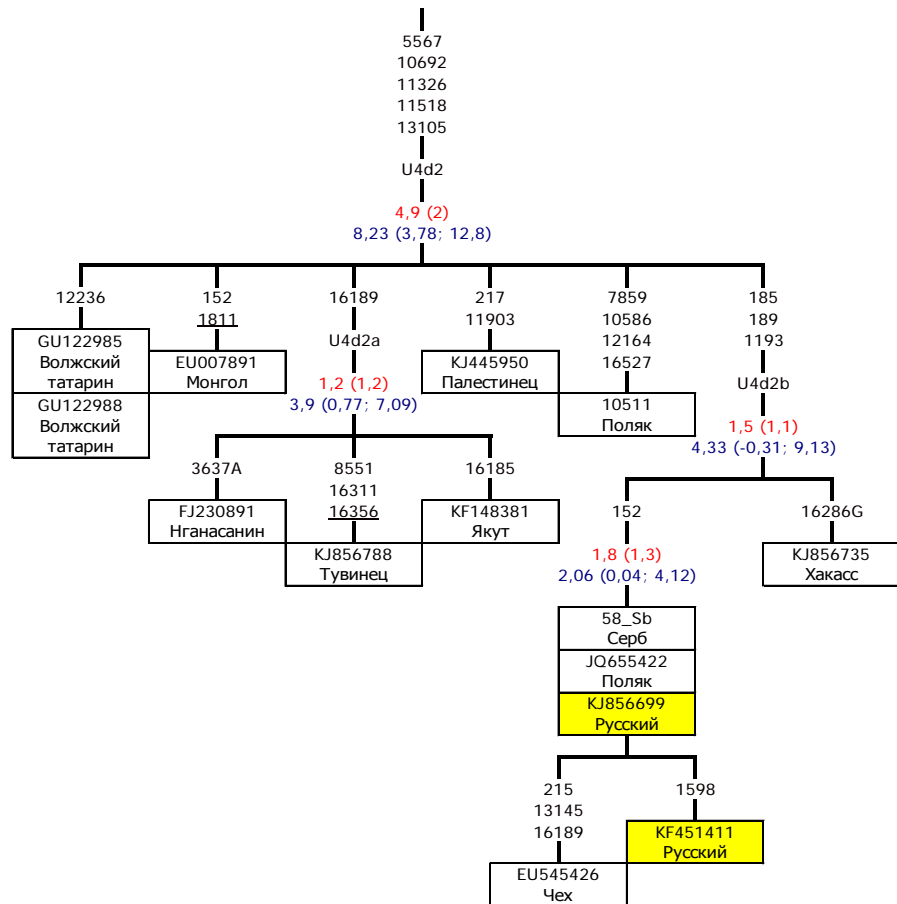 5567
10692
11326
11518
13105
U4d2
4,9 (2)
8,23 (3,78; 12,8)
12236
GU122985
Волжский
татарин
GU122988
Волжский
татарин
152
1811
EU007891
Монгол
16189
U4d2a
1,2 (1,2)
3,9 (0,77; 7,09)
3637A
FJ230891
Нганасанин
8551
16311
16356
KJ856788
Тувинец
16185
KF148381
Якут
217
11903
KJ445950
Палестинец
7859
10586
12164
16527
10511
Поляк
185
189
1193
U4d2b
1,5 (1,1)
4,33 (-0,31; 9,13)
152
1,8 (1,3)
2,06 (0,04; 4,12)
58_Sb
Серб
JQ655422
Поляк
KJ856699
Русский
215
13145
16189
EU545426
Чех
1598
KF451411
Русский
16286G
KJ856735
Хакасс